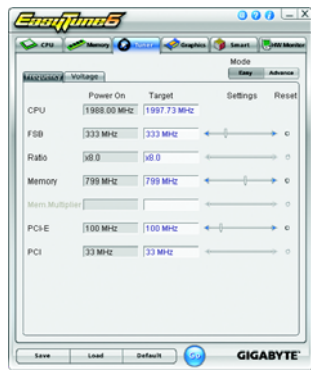 EasyTune6
CPU Memory Tuner Graphics Smart HW Monitor
Mode
Easy Advance
Frequency Voltage
Power On Target Settings Reset
CPU 1988.00 MHz 1997.73 MHz
FSB 333 MHz 333 MHz
Ratio x8.0 x8.0
Memory 799 MHz 799 MHz
Mem.Multiplier
PCI-E 100 MHz 100 MHz
PCI 33 MHz 33 MHz
Save Load Default Go GIGABYTE